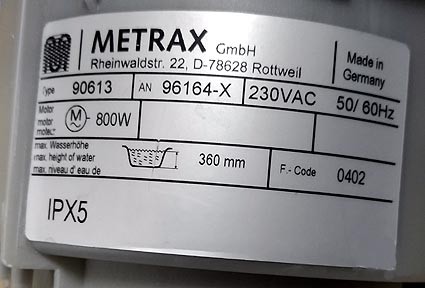 METRAX GmbH
Rheinwaldstr. 22, D-78628 Rottweil
Made in
Germany
Type 90613 AN 96164-X 230VAC 50/60Hz
Motor
motor
moteur
M~ 800W
max. Wasserhöhe
max. height of water
max. niveau d'eau de
360 mm
F.- Code 0402
IPX5